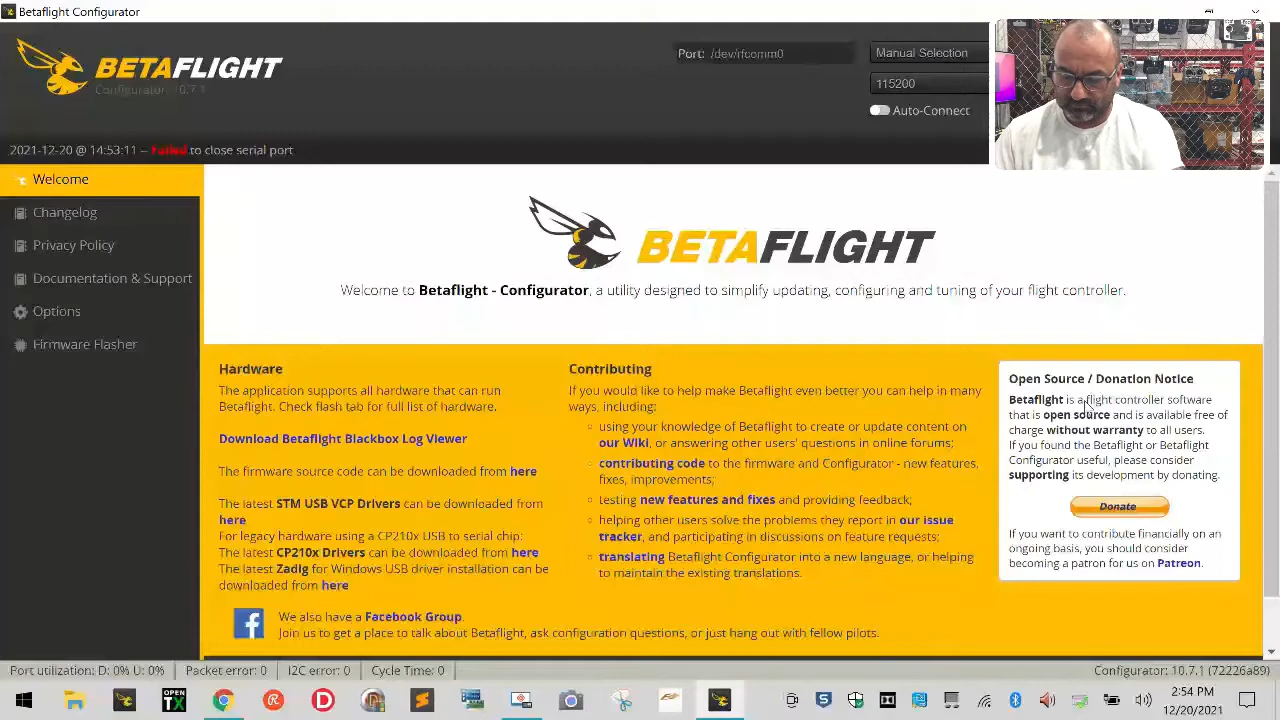 Betaflight Configurator
BETAFLIGHT
Configurator: 10.7.1
Port: /dev/rfcomm0
Manual Selection
115200
Auto-Connect
2021-12-20 @ 14:53:11 -- Failed to close serial port
Welcome
Changelog
Privacy Policy
Documentation & Support
Options
Firmware Flasher
BETAFLIGHT
Welcome to Betaflight - Configurator, a utility designed to simplify updating, configuring and tuning of your flight controller.
Hardware
The application supports all hardware that can run
Betaflight. Check flash tab for full list of hardware.
Download Betaflight Blackbox Log Viewer
The firmware source code can be downloaded from here
The latest STM USB VCP Drivers can be downloaded from
here
For legacy hardware using a CP210x USB to serial chip:
The latest CP210x Drivers can be downloaded from here
The latest Zadig for Windows USB driver installation can be
downloaded from here
Contributing
If you would like to help make Betaflight even better you can help in many
ways, including:
using your knowledge of Betaflight to create or update content on
our Wiki, or answering other users' questions in online forums;
contributing code to the firmware and Configurator - new features,
fixes, improvements;
testing new features and fixes and providing feedback;
helping other users solve the problems they report in our issue
tracker, and participating in discussions on feature requests;
translating Betaflight Configurator into a new language, or helping
to maintain the existing translations.
Open Source / Donation Notice
Betaflight is a flight controller software
that is open source and is available free of
charge without warranty to all users.
If you found the Betaflight or Betaflight
Configurator useful, please consider
supporting its development by donating.
Donate
If you want to contribute financially on an
ongoing basis, you should consider
becoming a patron for us on Patreon.
We also have a Facebook Group.
Join us to get a place to talk about Betaflight, ask configuration questions, or just hang out with fellow pilots.
Port utilization: D: 0% U: 0%
Packet error: 0
I2C error: 0
Cycle Time: 0
Configurator: 10.7.1 (72226a89)
OPEN
TX
2:54 PM
12/20/2021